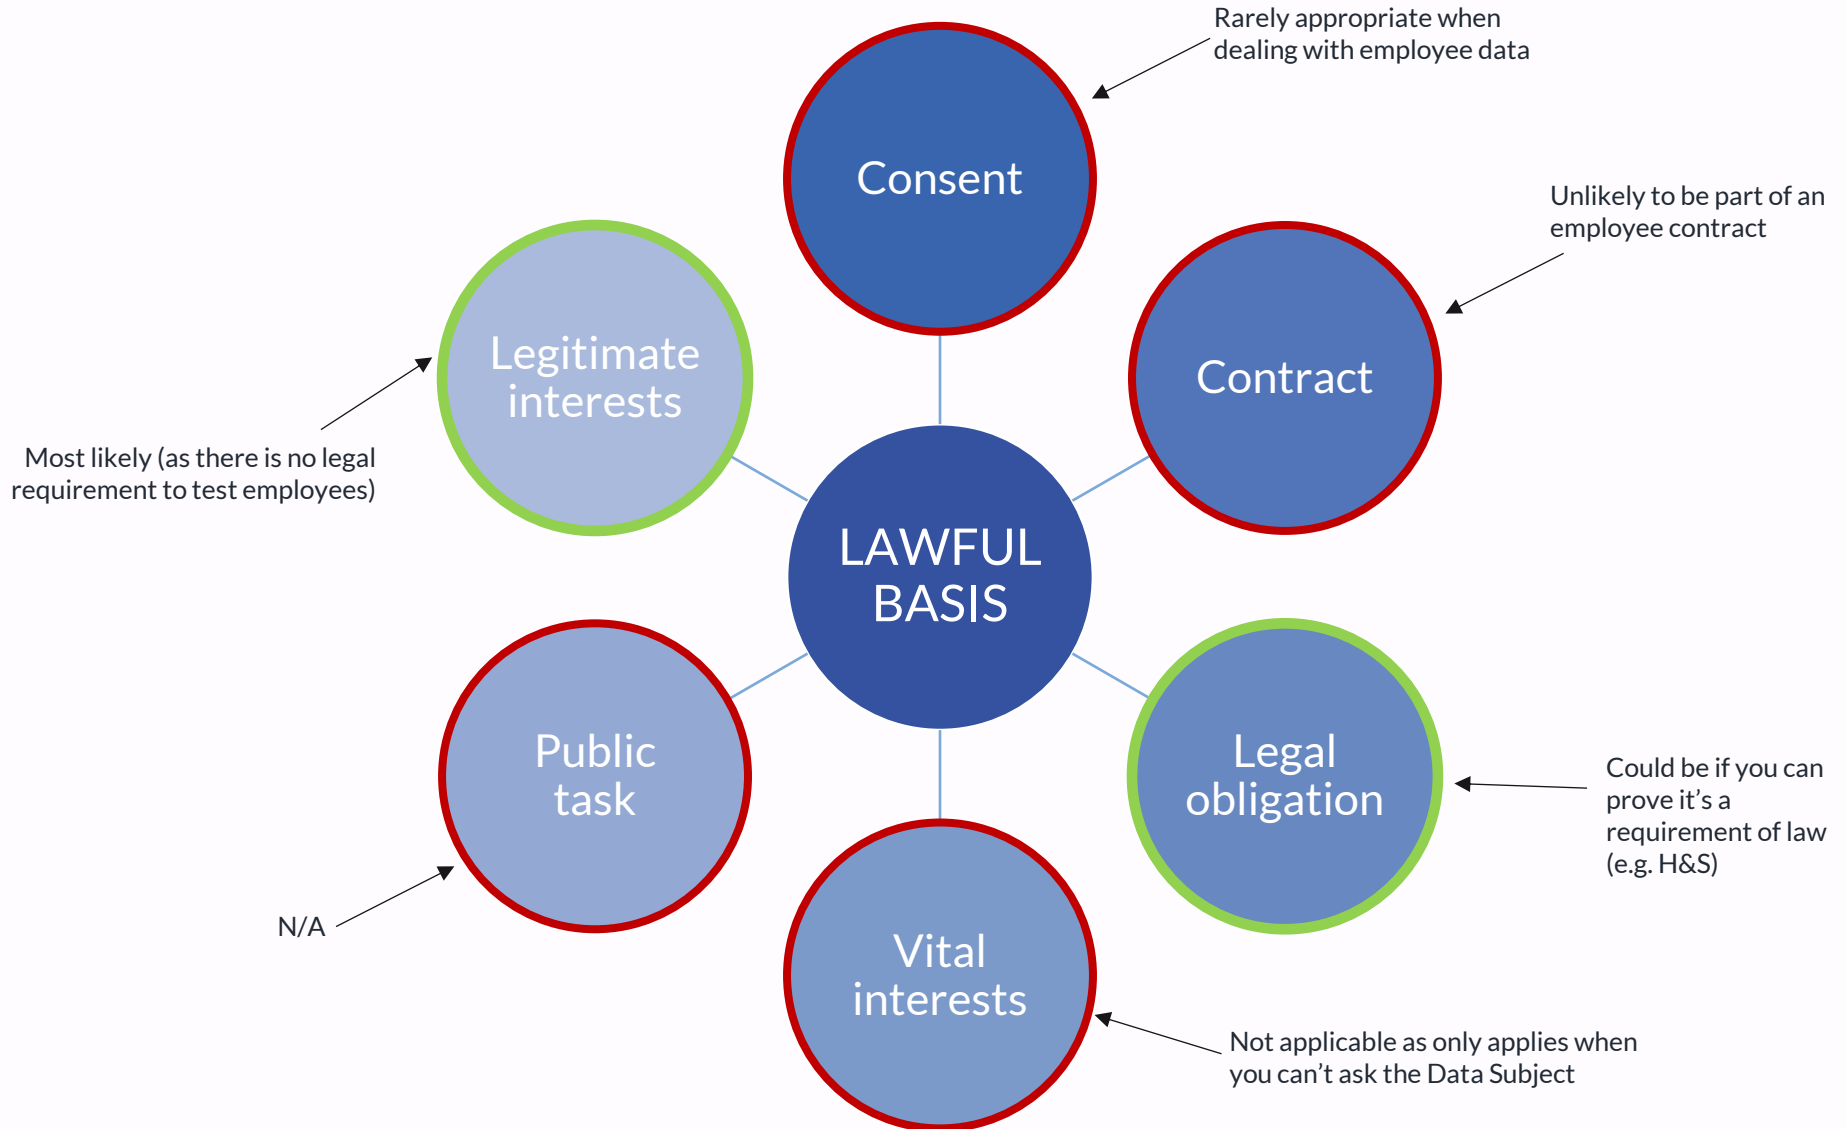 Rarely appropriate when
dealing with employee data
Consent
Unlikely to be part of an
employee contract
Contract
Legitimate
interests
Most likely (as there is no legal
requirement to test employees)
LAWFUL
BASIS
Public
task
N/A
Legal
obligation
Could be if you can
prove it’s a
requirement of law
(e.g. H&S)
Vital
interests
Not applicable as only applies when
you can’t ask the Data Subject